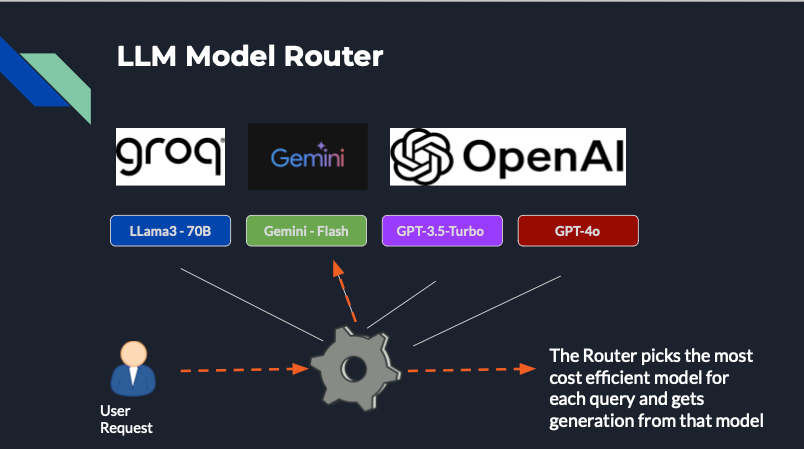 LLM Model Router
groq
Gemini
OpenAI
LLama3 - 70B
Gemini - Flash
GPT-3.5-Turbo
GPT-4o
User
Request
The Router picks the most
cost efficient model for
each query and gets
generation from that model